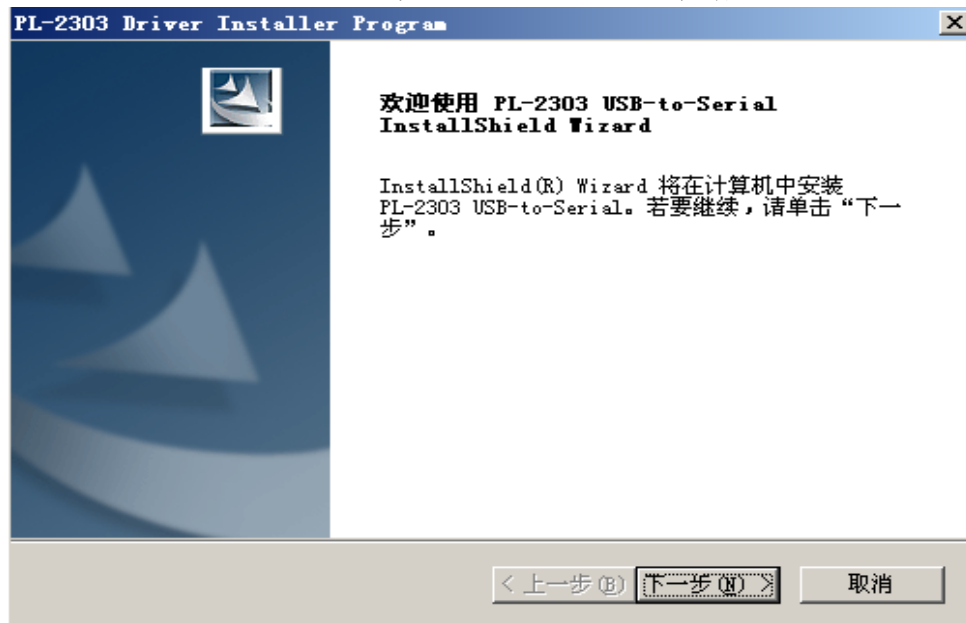 PL-2303 Driver Installer Program
欢迎使用 PL-2303 USB-to-Serial
InstallShield Wizard
InstallShield(R) Wizard 将在计算机中安装
PL-2303 USB-to-Serial。若要继续，请单击“下一
步”。
< 上一步(B)
下一步(N) >
取消